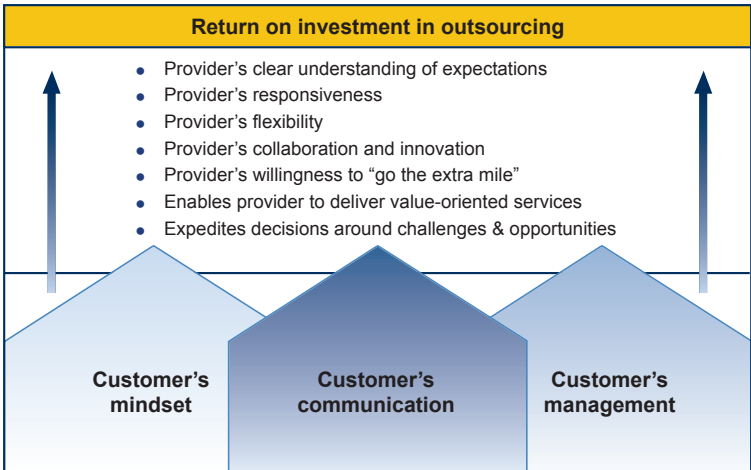 Return on investment in outsourcing
• Provider’s clear understanding of expectations
• Provider’s responsiveness
• Provider’s flexibility
• Provider’s collaboration and innovation
• Provider’s willingness to “go the extra mile”
• Enables provider to deliver value-oriented services
• Expedites decisions around challenges & opportunities
Customer’s
mindset
Customer’s
communication
Customer’s
management